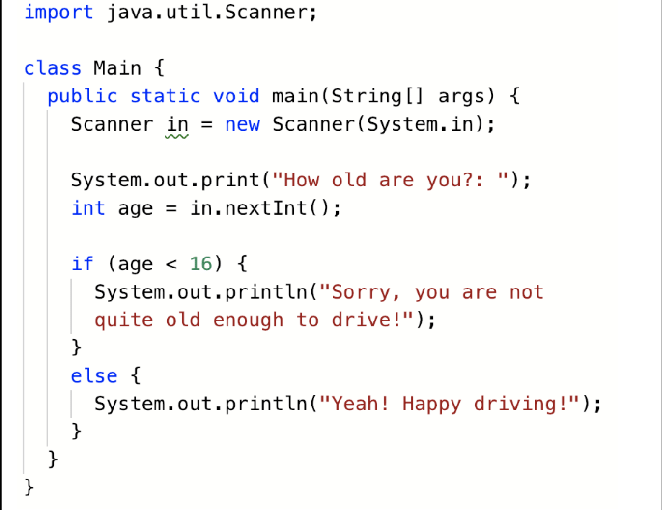 import java.util.Scanner;

class Main {
  public static void main(String[] args) {
    Scanner in = new Scanner(System.in);

    System.out.print("How old are you?: ");
    int age = in.nextInt();

    if (age < 16) {
      System.out.println("Sorry, you are not
      quite old enough to drive!");
    }
    else {
      System.out.println("Yeah! Happy driving!");
    }
  }
}